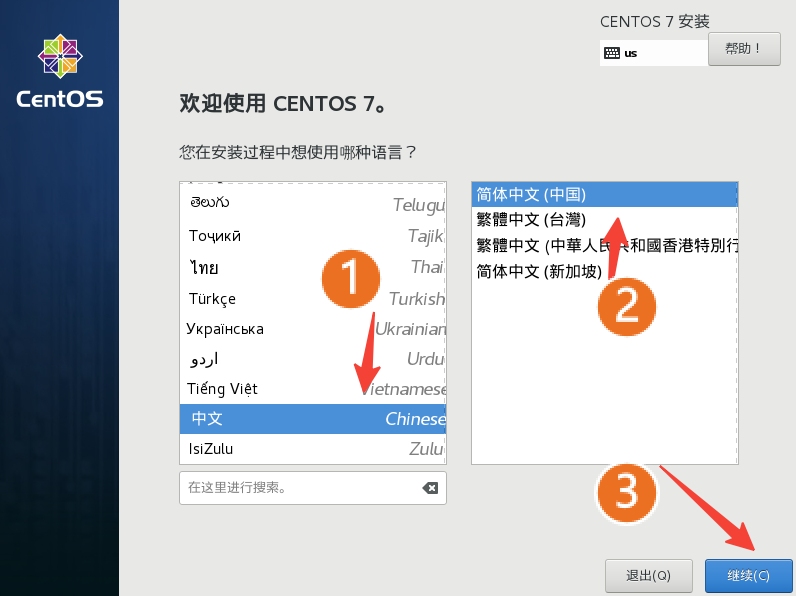 CENTOS 7 安装
us
帮助！
CentOS
欢迎使用 CENTOS 7。
您在安装过程中想使用哪种语言？
తెలుగు Telugu
Тоҷикӣ Tajik
ไทย Thai
Türkçe Turkish
Українська Ukrainian
اردو Urdu
Tiếng Việt Vietnamese
中文 Chinese
IsiZulu Zulu
在这里进行搜索。
简体中文 (中国)
繁體中文 (台灣)
繁體中文 (中華人民共和國香港特別行
简体中文 (新加坡)
1
2
3
退出(Q)
继续(C)